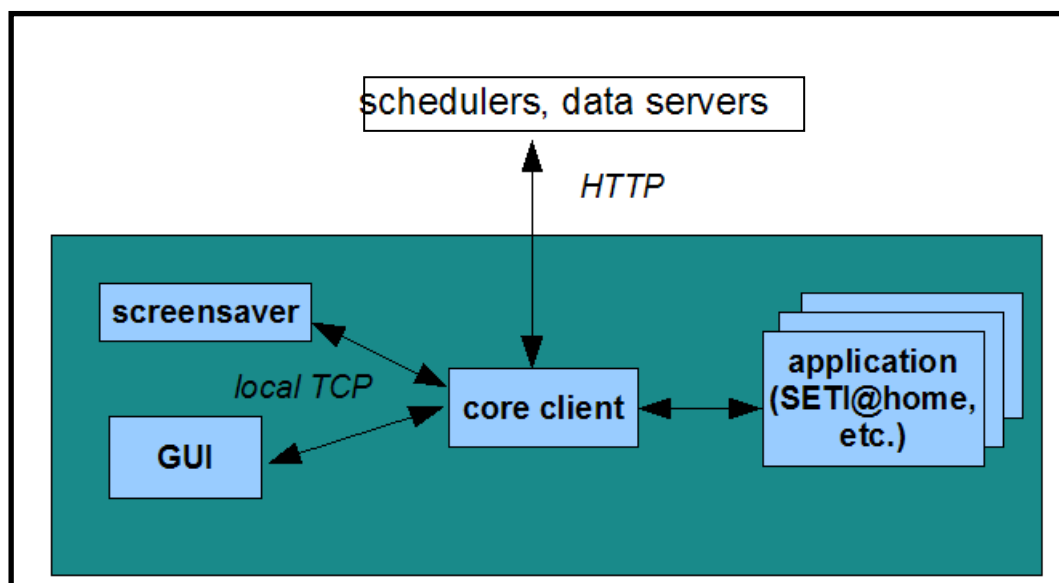 schedulers, data servers
HTTP
screensaver
local TCP
GUI
core client
application
(SETI@home,
etc.)